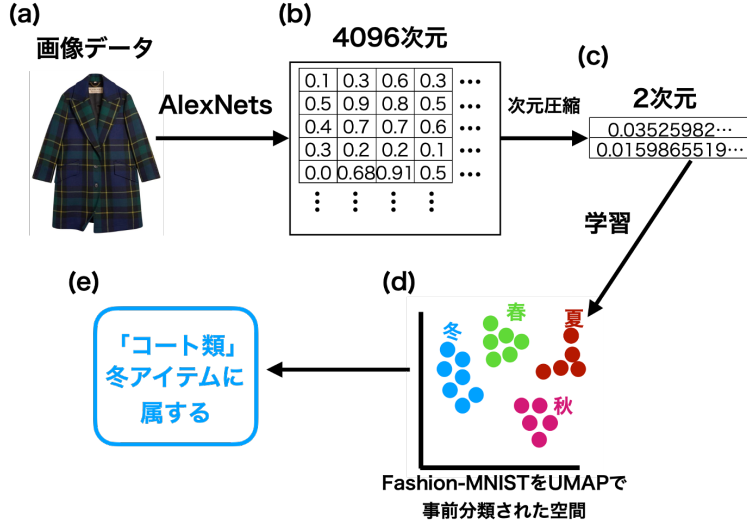 (a)
画像データ
AlexNets
(b)
4096次元
0.1 0.3 0.6 0.3 •••
0.5 0.9 0.8 0.5 •••
0.4 0.7 0.7 0.6 •••
0.3 0.2 0.2 0.1 •••
0.0 0.68 0.91 0.5 •••
次元圧縮
(c)
2次元
0.03525982…
0.0159865519…
学習
(d)
冬
春
夏
秋
Fashion-MNISTをUMAPで
事前分類された空間
(e)
「コート類」
冬アイテムに
属する